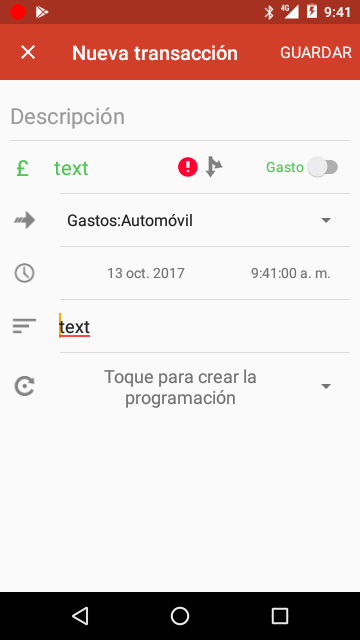 4G 9:41
Nueva transacción GUARDAR
Descripción
£ text Gasto
Gastos:Automóvil
13 oct. 2017 9:41:00 a. m.
text
Toque para crear la
programación